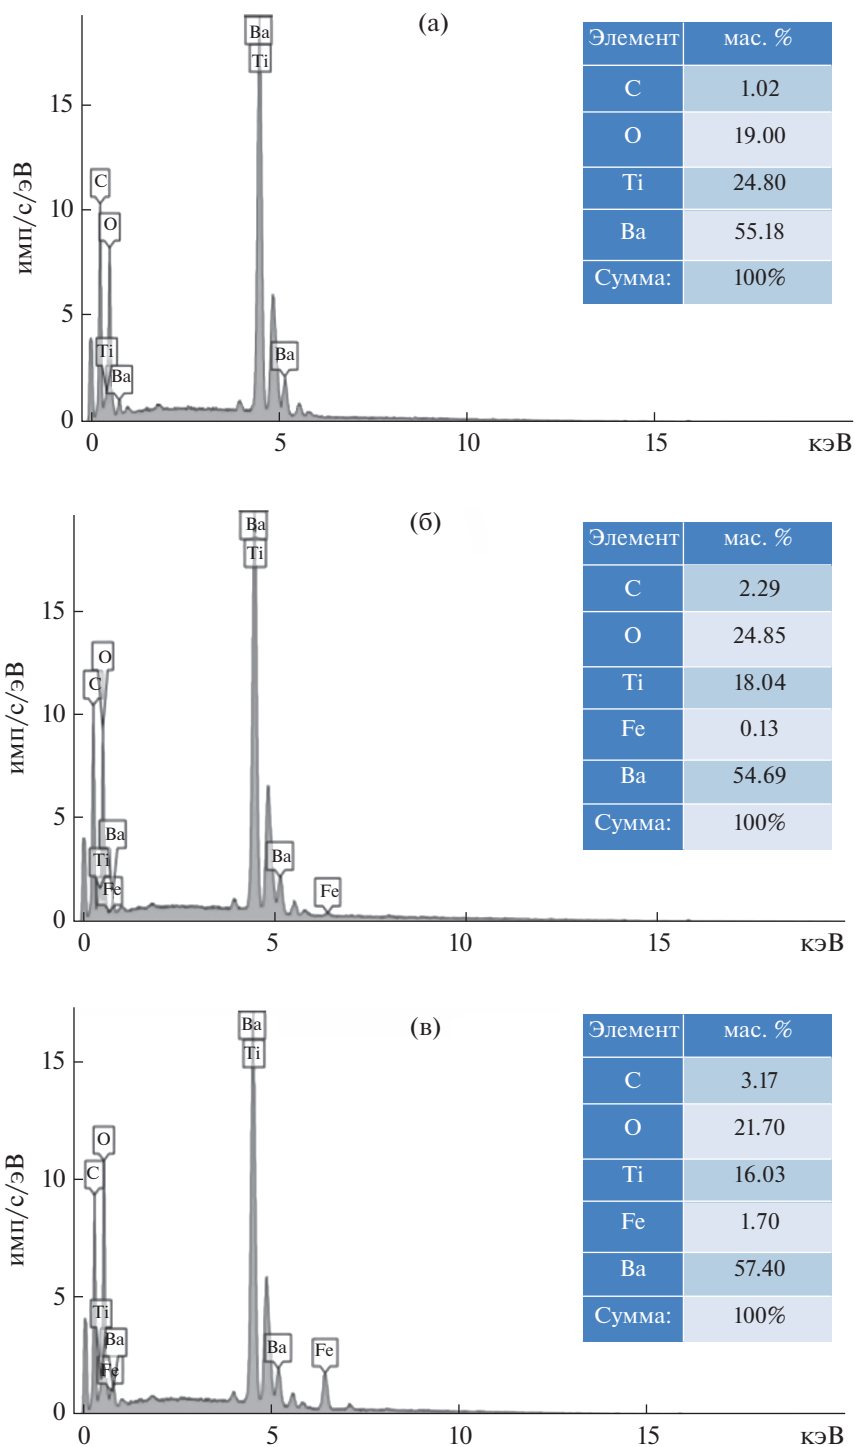 (а)
имп/с/эВ
15
10
5
0
Ba
Ti
C
O
Ti
Ba
Ba
0
5
10
15
кэВ
Элемент мас. %
C 1.02
O 19.00
Ti 24.80
Ba 55.18
Сумма: 100%
(б)
имп/с/эВ
15
10
5
0
Ba
Ti
O
C
Ba
Ti
Fe
Ba
Fe
0
5
10
15
кэВ
Элемент мас. %
C 2.29
O 24.85
Ti 18.04
Fe 0.13
Ba 54.69
Сумма: 100%
(в)
имп/с/эВ
15
10
5
0
Ba
Ti
O
C
Ti
Ba
Fe
Ba
Fe
0
5
10
15
кэВ
Элемент мас. %
C 3.17
O 21.70
Ti 16.03
Fe 1.70
Ba 57.40
Сумма: 100%